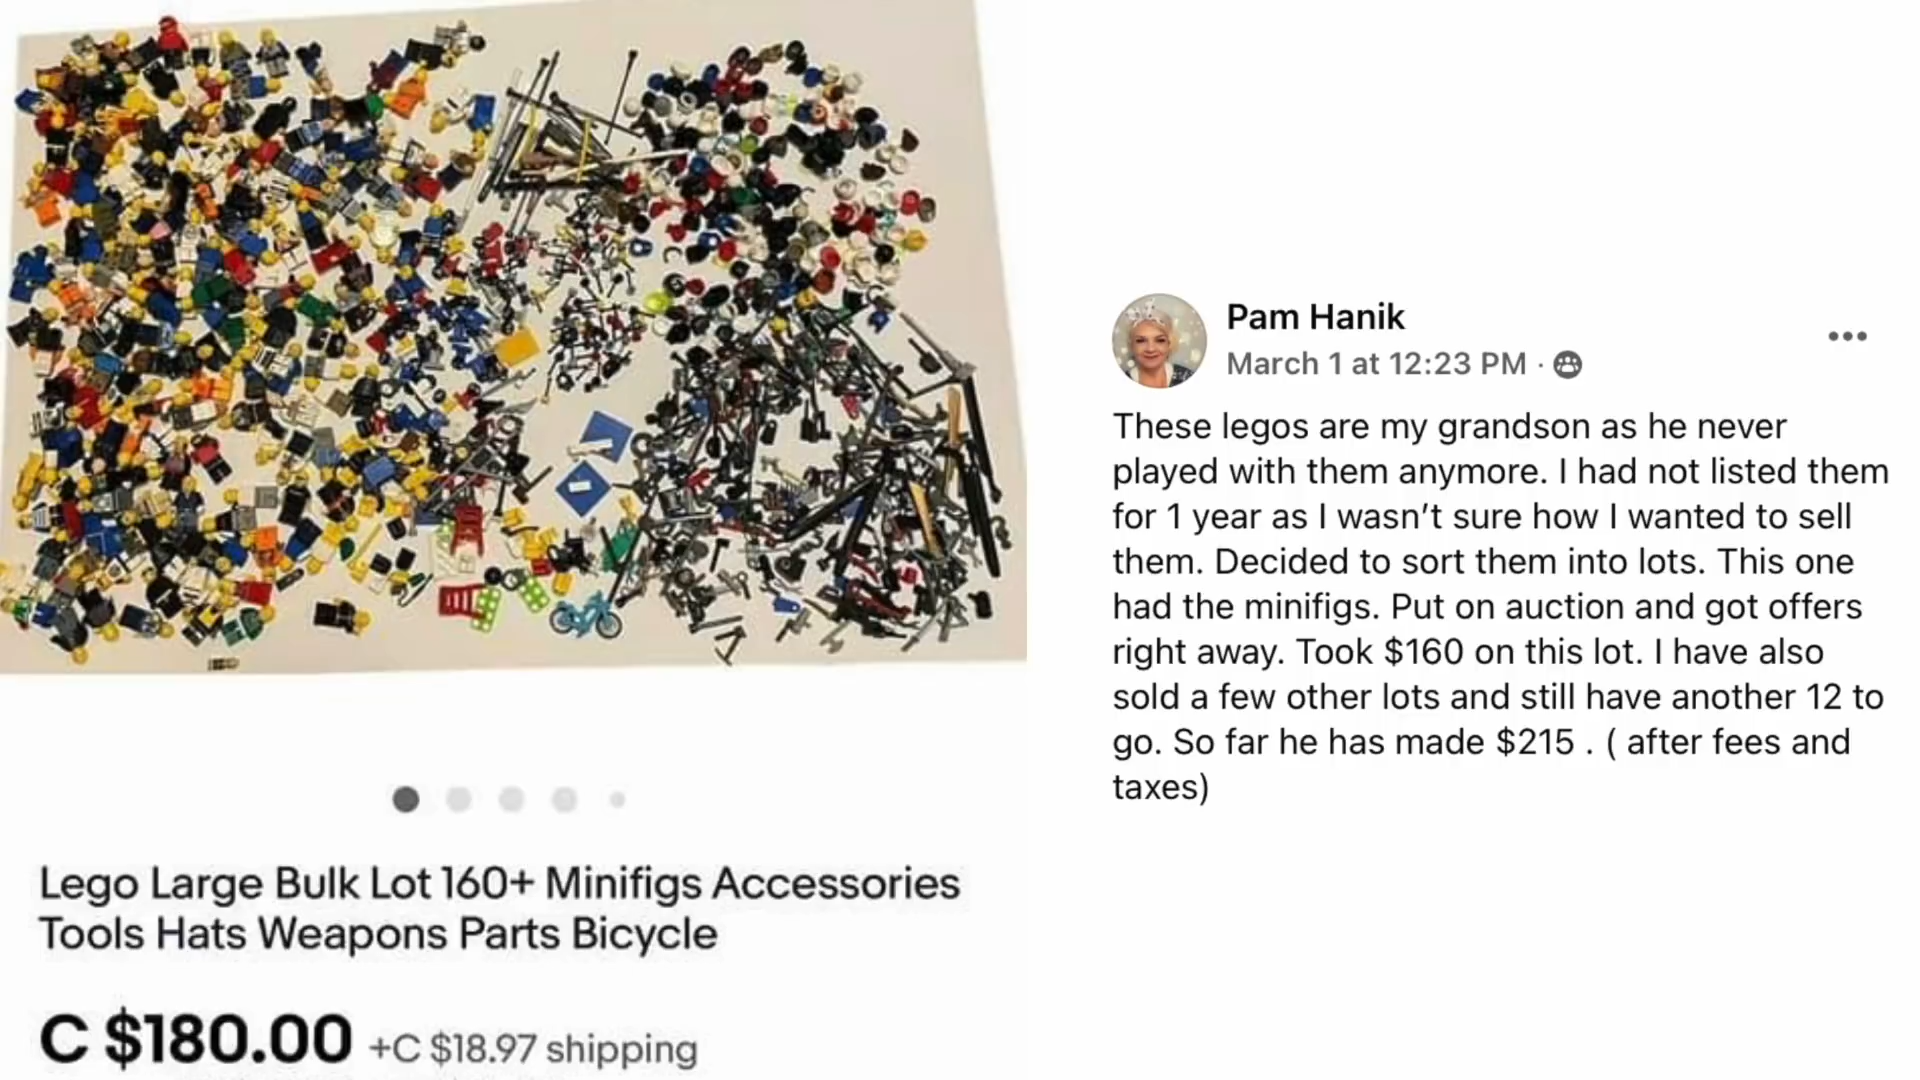 Lego Large Bulk Lot 160+ Minifigs Accessories
Tools Hats Weapons Parts Bicycle
C $180.00 +C $18.97 shipping
Pam Hanik
March 1 at 12:23 PM ·
These legos are my grandson as he never
played with them anymore. I had not listed them
for 1 year as I wasn’t sure how I wanted to sell
them. Decided to sort them into lots. This one
had the minifigs. Put on auction and got offers
right away. Took $160 on this lot. I have also
sold a few other lots and still have another 12 to
go. So far he has made $215 . ( after fees and
taxes)